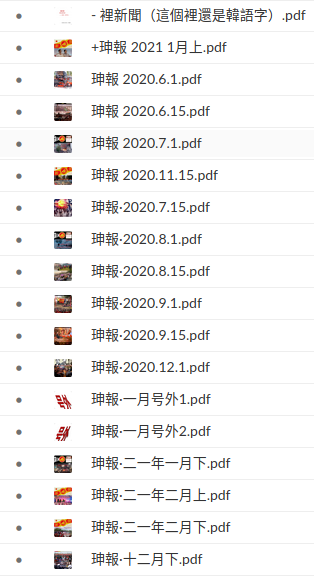 - 裡新聞（這個裡還是韓語字）.pdf
+珅報 2021 1月上.pdf
珅報 2020.6.1.pdf
珅報 2020.6.15.pdf
珅報 2020.7.1.pdf
珅報 2020.11.15.pdf
珅報·2020.7.15.pdf
珅報·2020.8.1.pdf
珅報·2020.8.15.pdf
珅報·2020.9.1.pdf
珅報·2020.9.15.pdf
珅報·2020.12.1.pdf
珅報·一月号外1.pdf
珅報·一月号外2.pdf
珅報·二一年一月下.pdf
珅報·二一年二月上.pdf
珅報·二一年二月下.pdf
珅報·十二月下.pdf